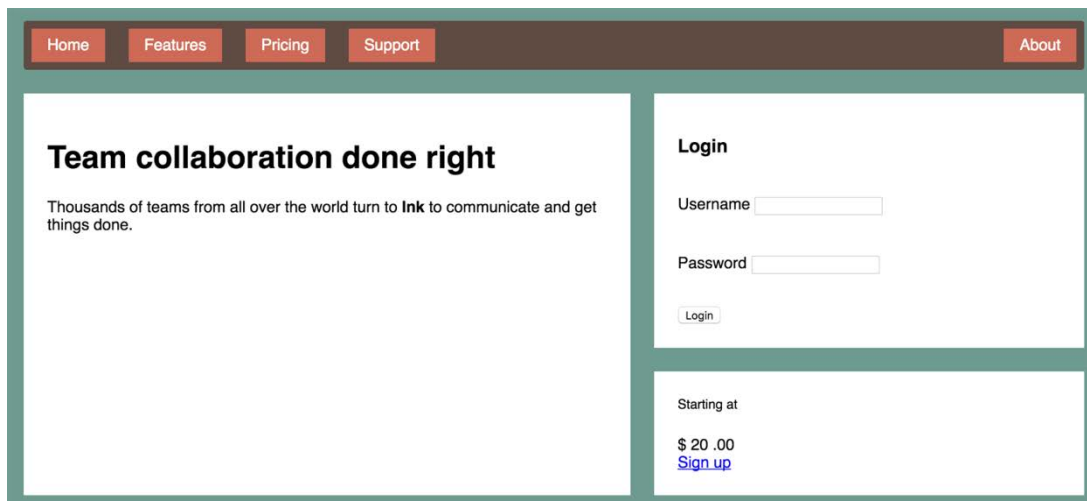 Home Features Pricing Support About
Team collaboration done right
Thousands of teams from all over the world turn to Ink to communicate and get
things done.
Login
Username
Password
Login
Starting at
$ 20 .00
Sign up